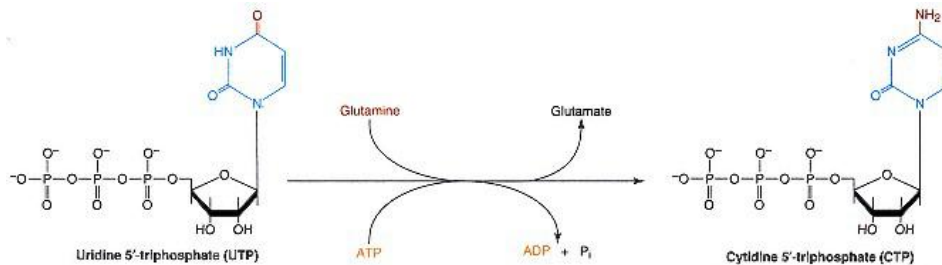 O
HN
O
N
Glutamine
Glutamate
O⁻ O⁻ O⁻
⁻O–P–O–P–O–P–O
O O O
O
HO OH
Uridine 5′-triphosphate (UTP)
ATP
ADP + Pᵢ
NH₂
N
O
N
O⁻ O⁻ O⁻
⁻O–P–O–P–O–P–O
O O O
O
HO OH
Cytidine 5′-triphosphate (CTP)